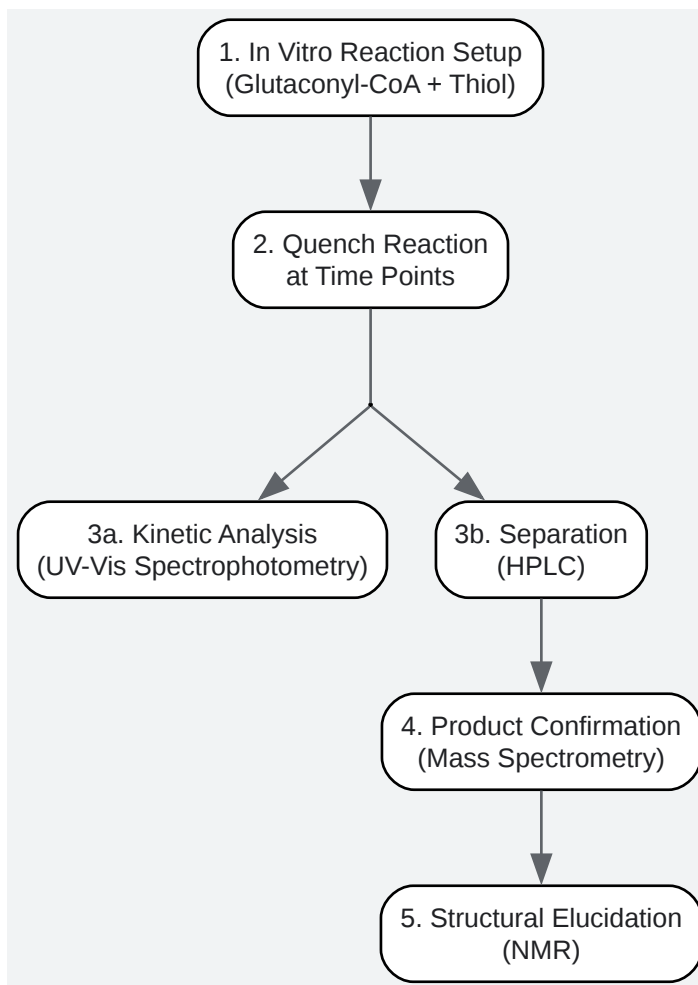 1. In Vitro Reaction Setup
(Glutaconyl-CoA + Thiol)
2. Quench Reaction
at Time Points
3a. Kinetic Analysis
(UV-Vis Spectrophotometry)
3b. Separation
(HPLC)
4. Product Confirmation
(Mass Spectrometry)
5. Structural Elucidation
(NMR)